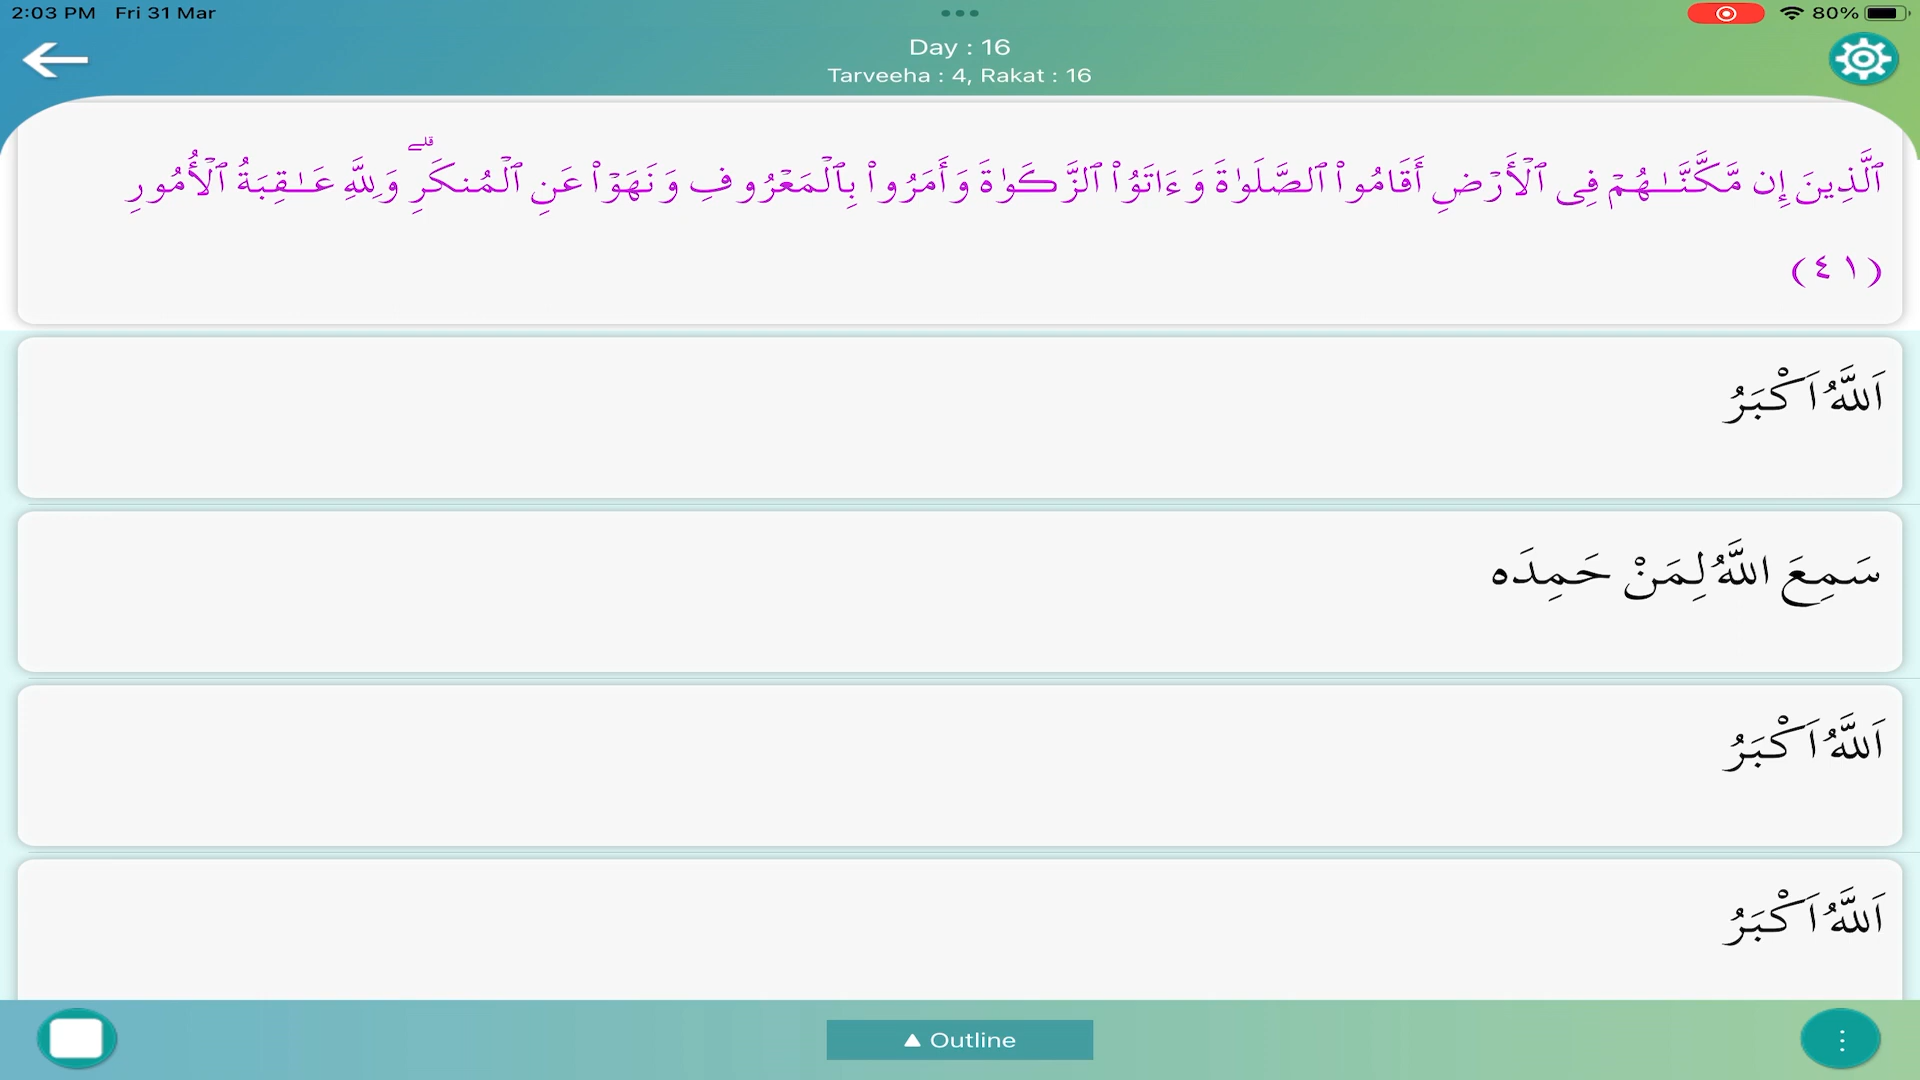 2:03 PM Fri 31 Mar
80%
Day : 16
Tarveeha : 4, Rakat : 16
ٱلَّذِينَ إِن مَّكَّنَّـٰهُمْ فِى ٱلْأَرْضِ أَقَامُوا۟ ٱلصَّلَوٰةَ وَءَاتَوُا۟ ٱلزَّكَوٰةَ وَأَمَرُوا۟ بِٱلْمَعْرُوفِ وَنَهَوْا۟ عَنِ ٱلْمُنكَرِ ۗ وَلِلَّهِ عَـٰقِبَةُ ٱلْأُمُورِ
(٤١)
اَللَّهُ اَكْبَرُ
سَمِعَ اللَّهُ لِمَنْ حَمِدَه
اَللَّهُ اَكْبَرُ
اَللَّهُ اَكْبَرُ
▲ Outline